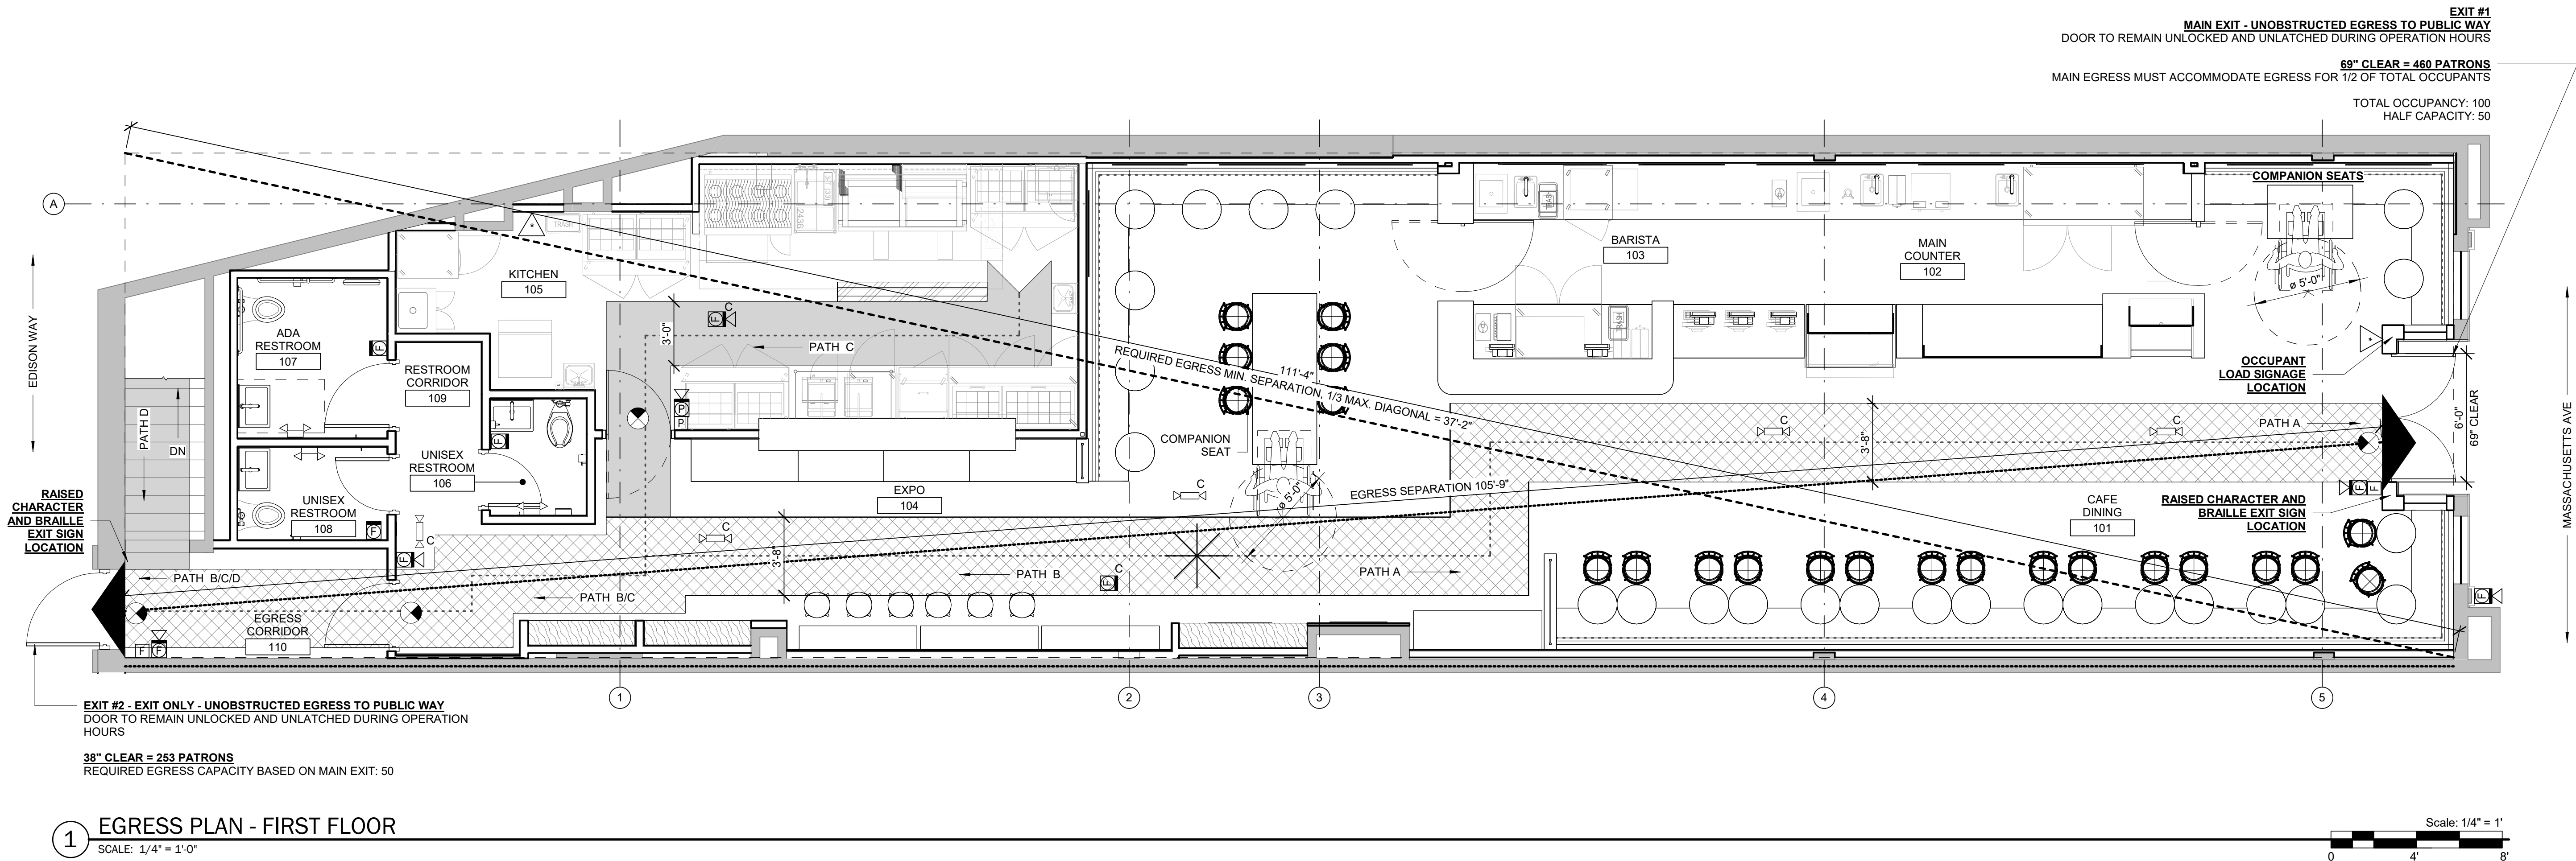 EXIT #1
MAIN EXIT - UNOBSTRUCTED EGRESS TO PUBLIC WAY
DOOR TO REMAIN UNLOCKED AND UNLATCHED DURING OPERATION HOURS
69" CLEAR = 460 PATRONS
MAIN EGRESS MUST ACCOMMODATE EGRESS FOR 1/2 OF TOTAL OCCUPANTS
TOTAL OCCUPANCY: 100
HALF CAPACITY: 50
A
COMPANION SEATS
TRASH
2436
TRASH
BARISTA
103
MAIN
COUNTER
102
KITCHEN
105
ø 5'-0"
EDISON WAY
ADA
RESTROOM
107
F
C
F
3'-0"
PATH C
TRASH
REQUIRED EGRESS MIN. SEPARATION, 1/3 MAX. DIAGONAL = 37'-2"
111'-4"
OCCUPANT
LOAD SIGNAGE
LOCATION
MASSACHUSETTS AVE
RESTROOM
CORRIDOR
109
PATH D
DN
P
P
F
COMPANION
SEAT
C
C
PATH A
6'-0"
69" CLEAR
3'-8"
UNISEX
RESTROOM
106
EXPO
104
C
ø 5'-0"
EGRESS SEPARATION 105'-9"
CAFE
DINING
101
F
F
RAISED CHARACTER AND
BRAILLE EXIT SIGN
LOCATION
RAISED
CHARACTER
AND BRAILLE
EXIT SIGN
LOCATION
UNISEX
RESTROOM
108
F
C
F
C
3'-8"
PATH B/C/D
PATH B/C
PATH B
C
F
PATH A
F
EGRESS
CORRIDOR
110
F
F
1
2
3
4
5
EXIT #2 - EXIT ONLY - UNOBSTRUCTED EGRESS TO PUBLIC WAY
DOOR TO REMAIN UNLOCKED AND UNLATCHED DURING OPERATION
HOURS
38" CLEAR = 253 PATRONS
REQUIRED EGRESS CAPACITY BASED ON MAIN EXIT: 50
1
EGRESS PLAN - FIRST FLOOR
SCALE: 1/4" = 1'-0"
Scale: 1/4" = 1'
0
4'
8'